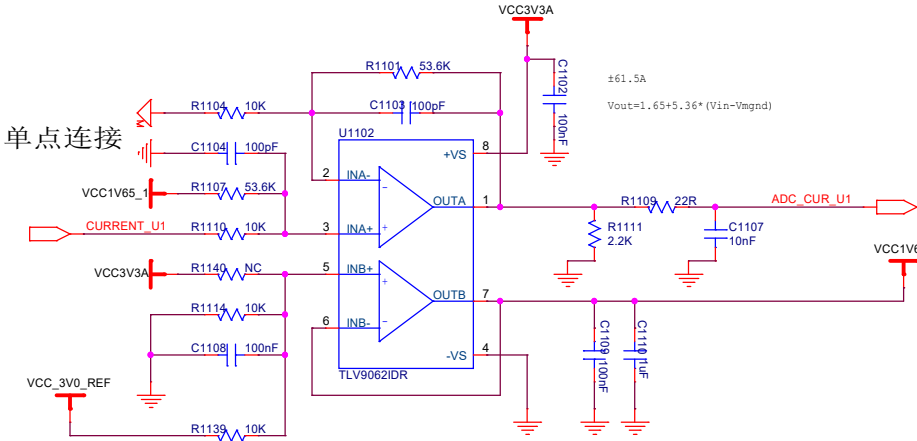 VCC3V3A
R1101 53.6K
±61.5A
C1102
100nF
Vout=1.65+5.36*(Vin-Vmgnd)
R1104 10K
C1103 100pF
单点连接
U1102
C1104 100pF
+VS 8
2 INA-
VCC1V65_1 R1107 53.6K
OUTA 1
R1109 22R
ADC_CUR_U1
CURRENT_U1 R1110 10K
3 INA+
R1111
2.2K
C1107
10nF
VCC1V6
VCC3V3A R1140 NC
5 INB+
OUTB 7
R1114 10K
6 INB-
C1108 100nF
-VS 4
C1109
100nF
C1110
1uF
TLV9062IDR
VCC_3V0_REF
R1139 10K